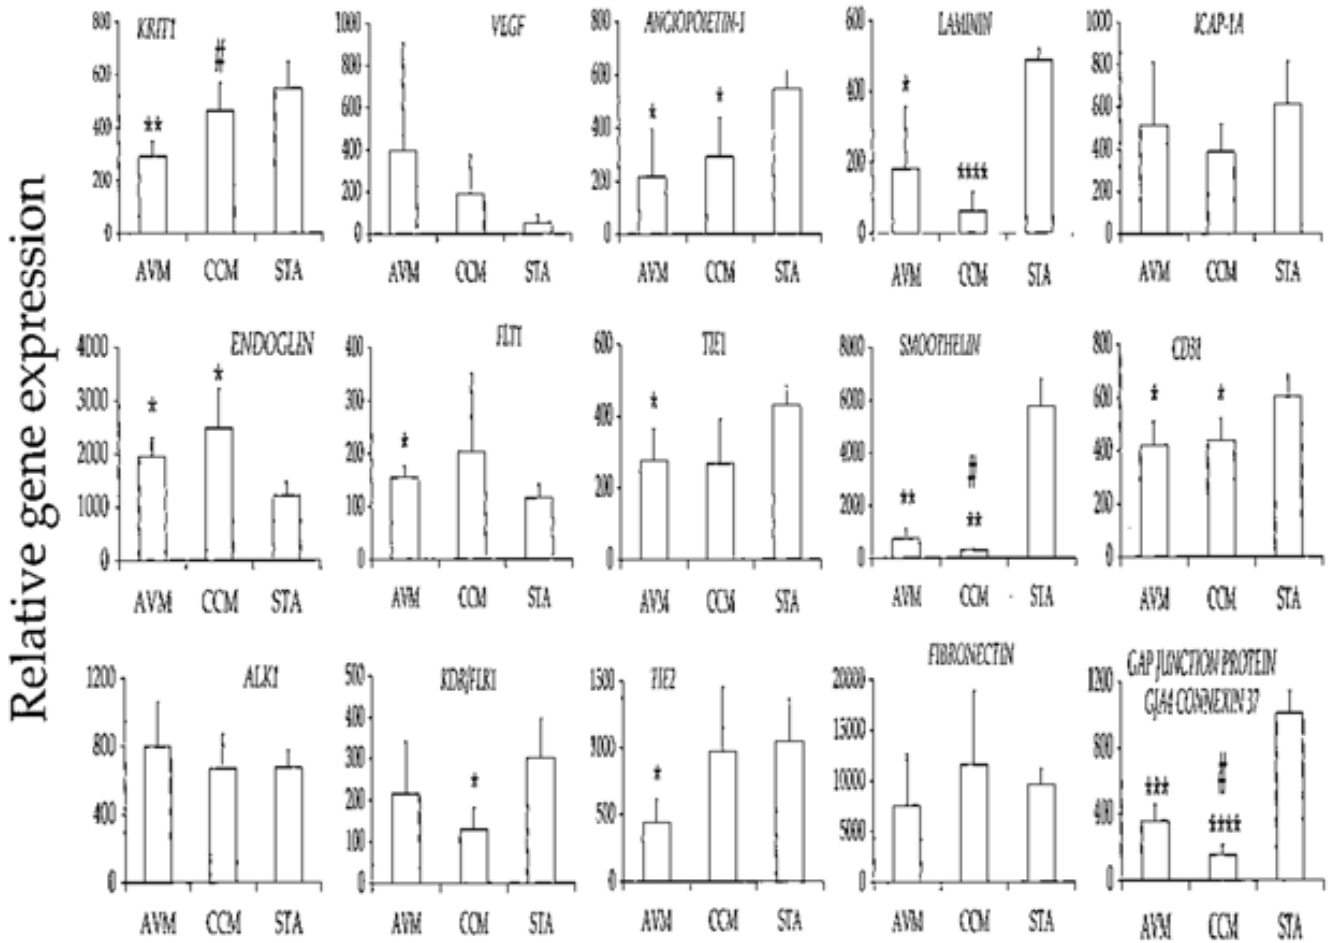 Relative gene expression
KRIT1
800
600
400
200
0
**
##
AVM CCM STA
VEGF
1000
800
600
400
200
0
AVM CCM STA
ANGIOPOIETIN-1
800
600
400
200
0
* *
AVM CCM STA
LAMININ
600
400
200
0
*
****
AVM CCM STA
ICAP-1A
1000
800
600
400
200
0
AVM CCM STA
ENDOGLIN
4000
3000
2000
1000
0
* *
AVM CCM STA
FLT1
400
300
200
100
0
*
AVM CCM STA
TIE1
600
400
200
0
*
AVM CCM STA
SMOOTHELIN
8000
6000
4000
2000
0
##
** **
AVM CCM STA
CD31
800
600
400
200
0
* *
AVM CCM STA
ALK1
1200
800
400
0
AVM CCM STA
KDR/FLK1
500
400
300
200
100
0
*
AVM CCM STA
TIE2
1500
1000
500
0
*
AVM CCM STA
FIBRONECTIN
20000
15000
10000
5000
0
AVM CCM STA
GAP JUNCTION PROTEIN
GJA4 CONNEXIN 37
1200
800
400
0
##
***
****
AVM CCM STA